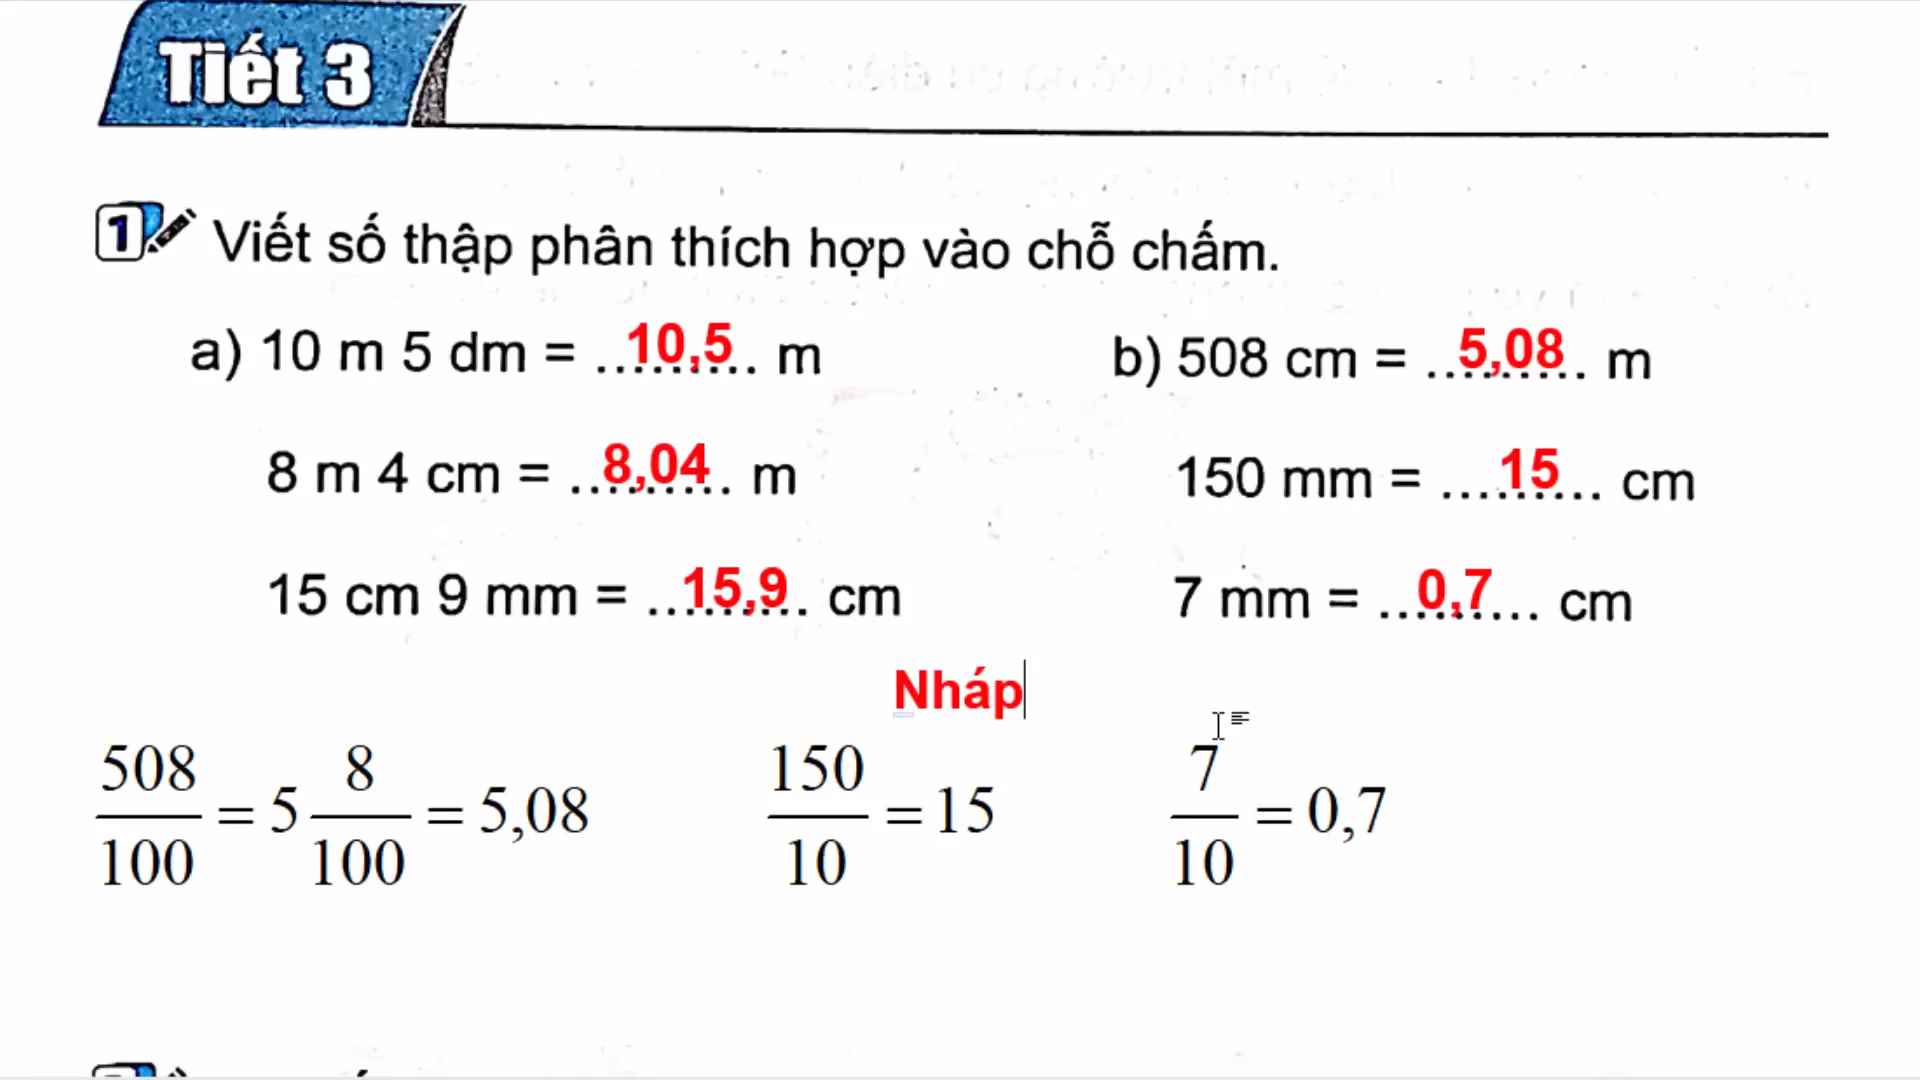 Tiết 3
1 Viết số thập phân thích hợp vào chỗ chấm.
a) 10 m 5 dm = ...10,5... m
b) 508 cm = ...5,08... m
8 m 4 cm = ...8,04... m
150 mm = ...15... cm
15 cm 9 mm = ...15,9... cm
7 mm = ...0,7... cm
Nháp
508/100 = 5 8/100 = 5,08
150/10 = 15
7/10 = 0,7